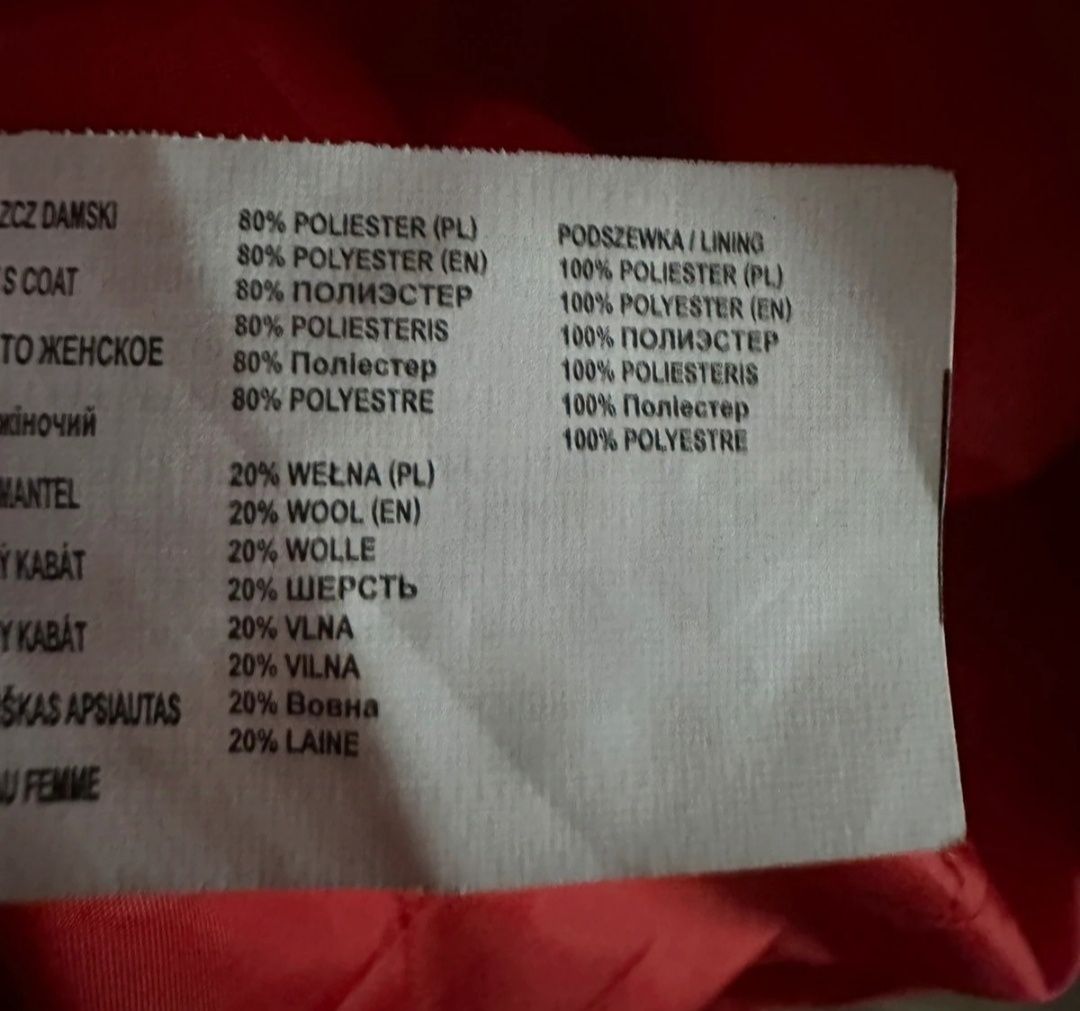 ZCZ DAMSKI
S COAT
TO ЖЕНСКОЕ
жіночий
MANTEL
Ý KABÁT
Y KABÁT
ŠKAS APSIAUTAS
U FEMME
80% POLIESTER (PL)
80% POLYESTER (EN)
80% ПОЛИЭСТЕР
80% POLIESTERIS
80% Поліестер
80% POLYESTRE
20% WEŁNA (PL)
20% WOOL (EN)
20% WOLLE
20% ШЕРСТЬ
20% VLNA
20% VILNA
20% Вовна
20% LAINE
PODSZEWKA / LINING
100% POLIESTER (PL)
100% POLYESTER (EN)
100% ПОЛИЭСТЕР
100% POLIESTERIS
100% Поліестер
100% POLYESTRE